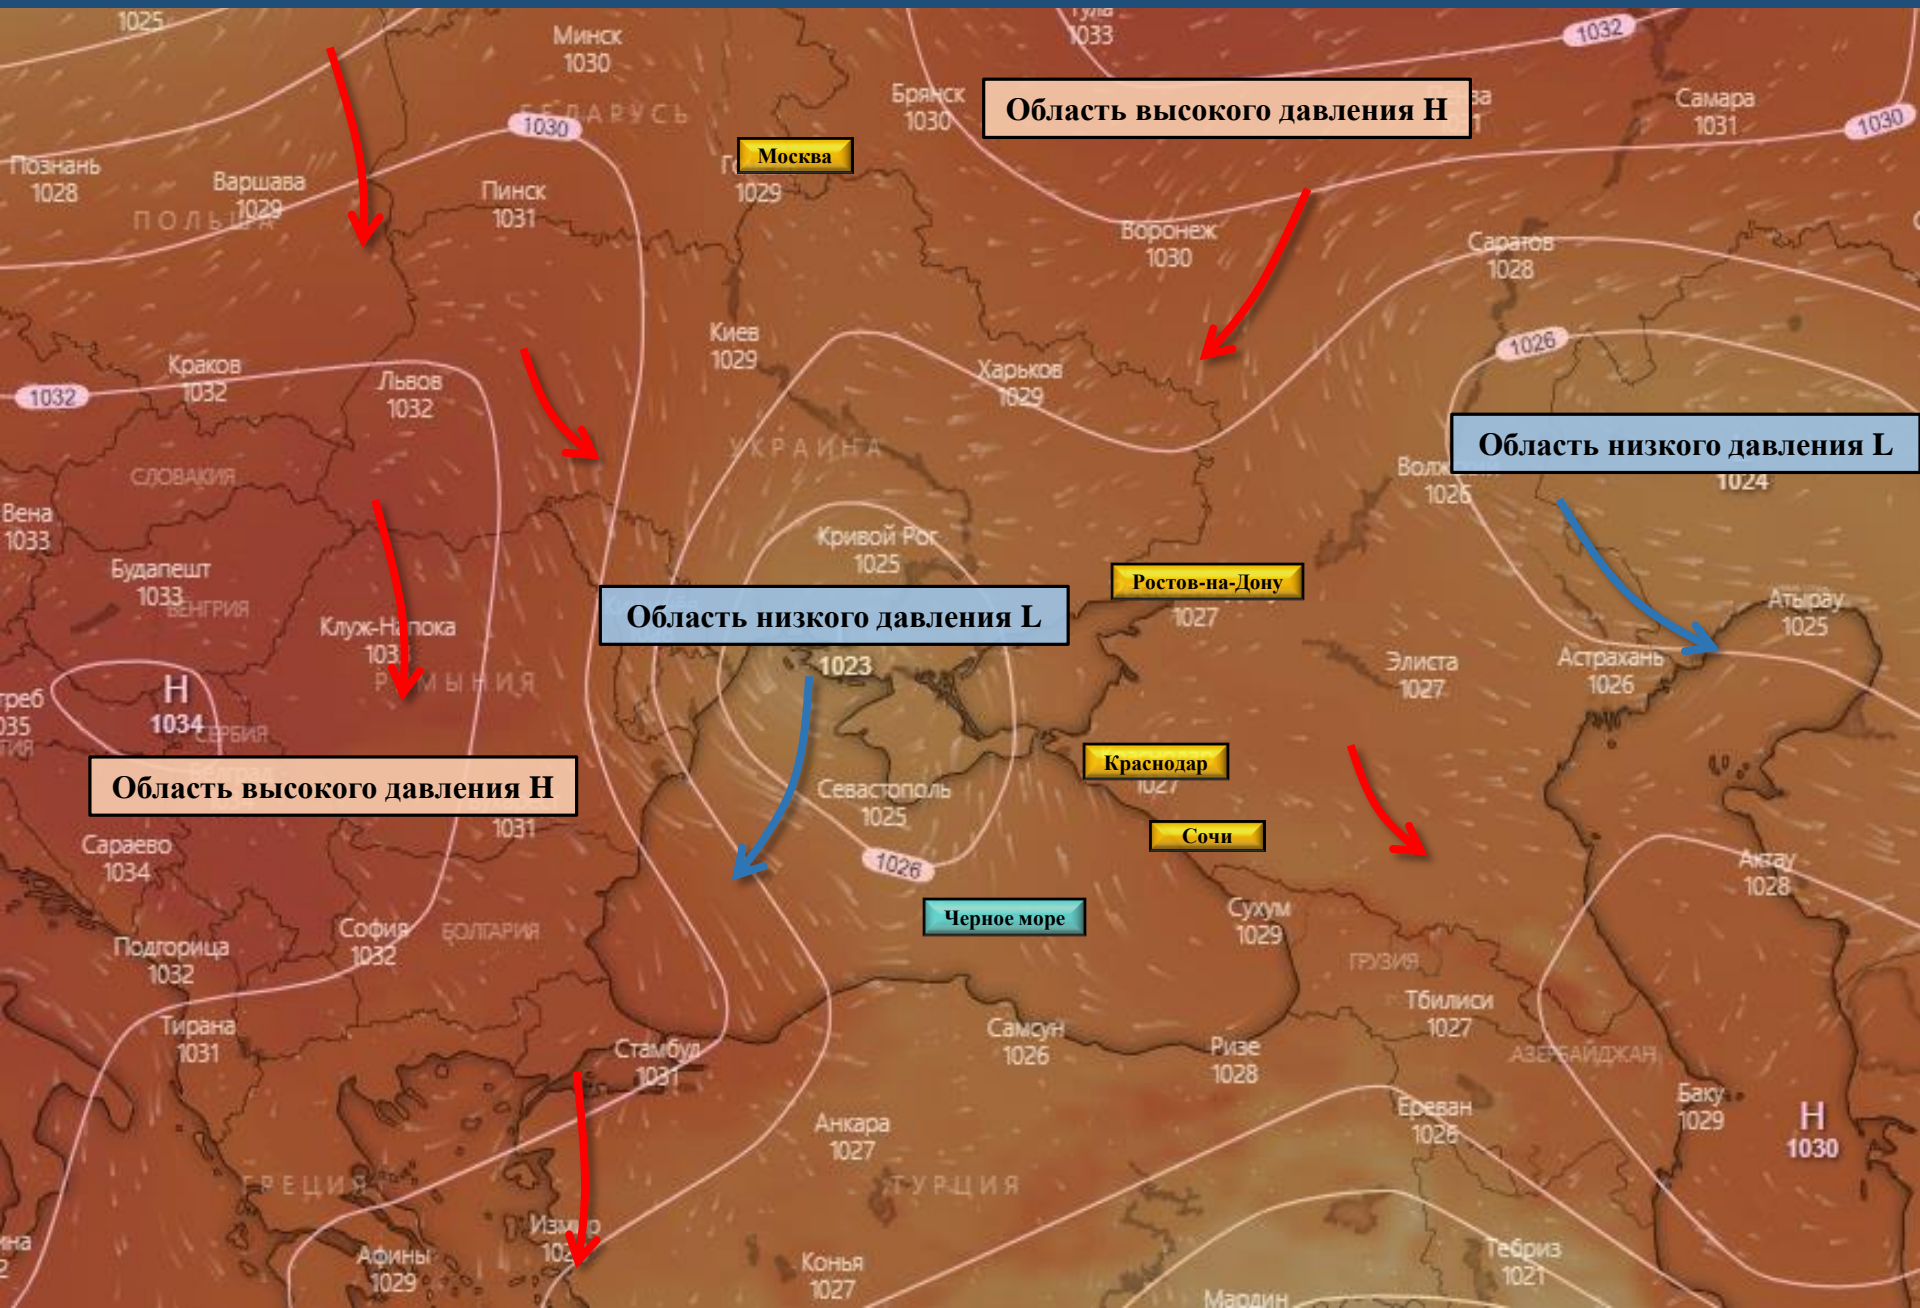 1025
Минск
1030
Тула
1033
1032
Область высокого давления H
Брянск
1030
Самара
1031
1030
БЕЛАРУСЬ
1030
Москва
1029
Познань
1028
Варшава
1029
ПОЛЬША
Пинск
1031
Воронеж
1030
Саратов
1028
Киев
1029
1026
Краков
1032
1032
Львов
1032
Харьков
1029
УКРАИНА
Область низкого давления L
1024
1026
СЛОВАКИЯ
Вена
1033
Кривой Рог
1025
Будапешт
1033
ВЕНГРИЯ
Ростов-на-Дону
1027
Атырау
1025
Клуж-Напока
Область низкого давления L
1023
Элиста
1027
Астрахань
1026
РУМЫНИЯ
H
1034
СЕРБИЯ
Область высокого давления H
1031
Краснодар
1027
Севастополь
1025
Сочи
1026
Сараево
1034
Актау
1028
Черное море
Сухум
1029
София
1032
БОЛГАРИЯ
Подгорица
1032
ГРУЗИЯ
Тбилиси
1027
Тирана
1031
Стамбул
1031
Самсун
1026
Ризе
1028
АЗЕРБАЙДЖАН
Ереван
1026
Баку
1029
H
1030
Анкара
1027
ГРЕЦИЯ
ТУРЦИЯ
Измир
Афины
1029
Конья
1027
Тебриз
1021
Мардин